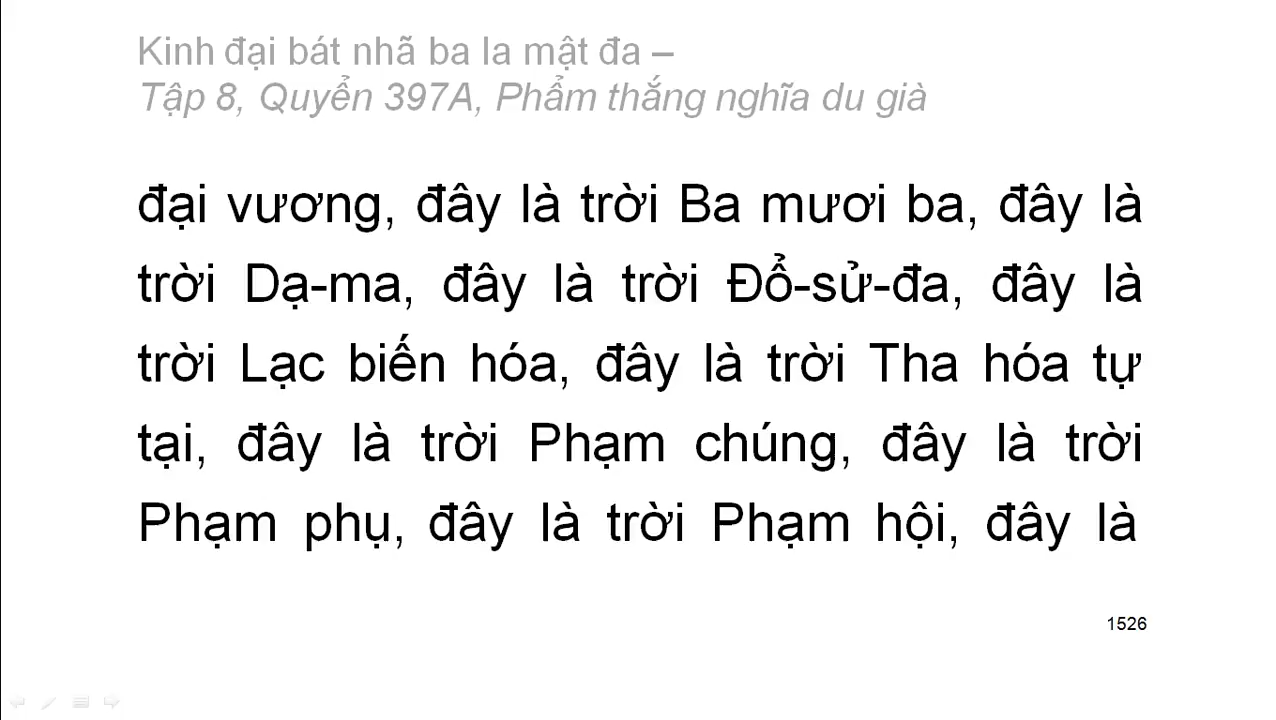 Kinh đại bát nhã ba la mật đa –
Tập 8, Quyển 397A, Phẩm thắng nghĩa du già
đại vương, đây là trời Ba mươi ba, đây là
trời Dạ-ma, đây là trời Đổ-sử-đa, đây là
trời Lạc biến hóa, đây là trời Tha hóa tự
tại, đây là trời Phạm chúng, đây là trời
Phạm phụ, đây là trời Phạm hội, đây là
1526